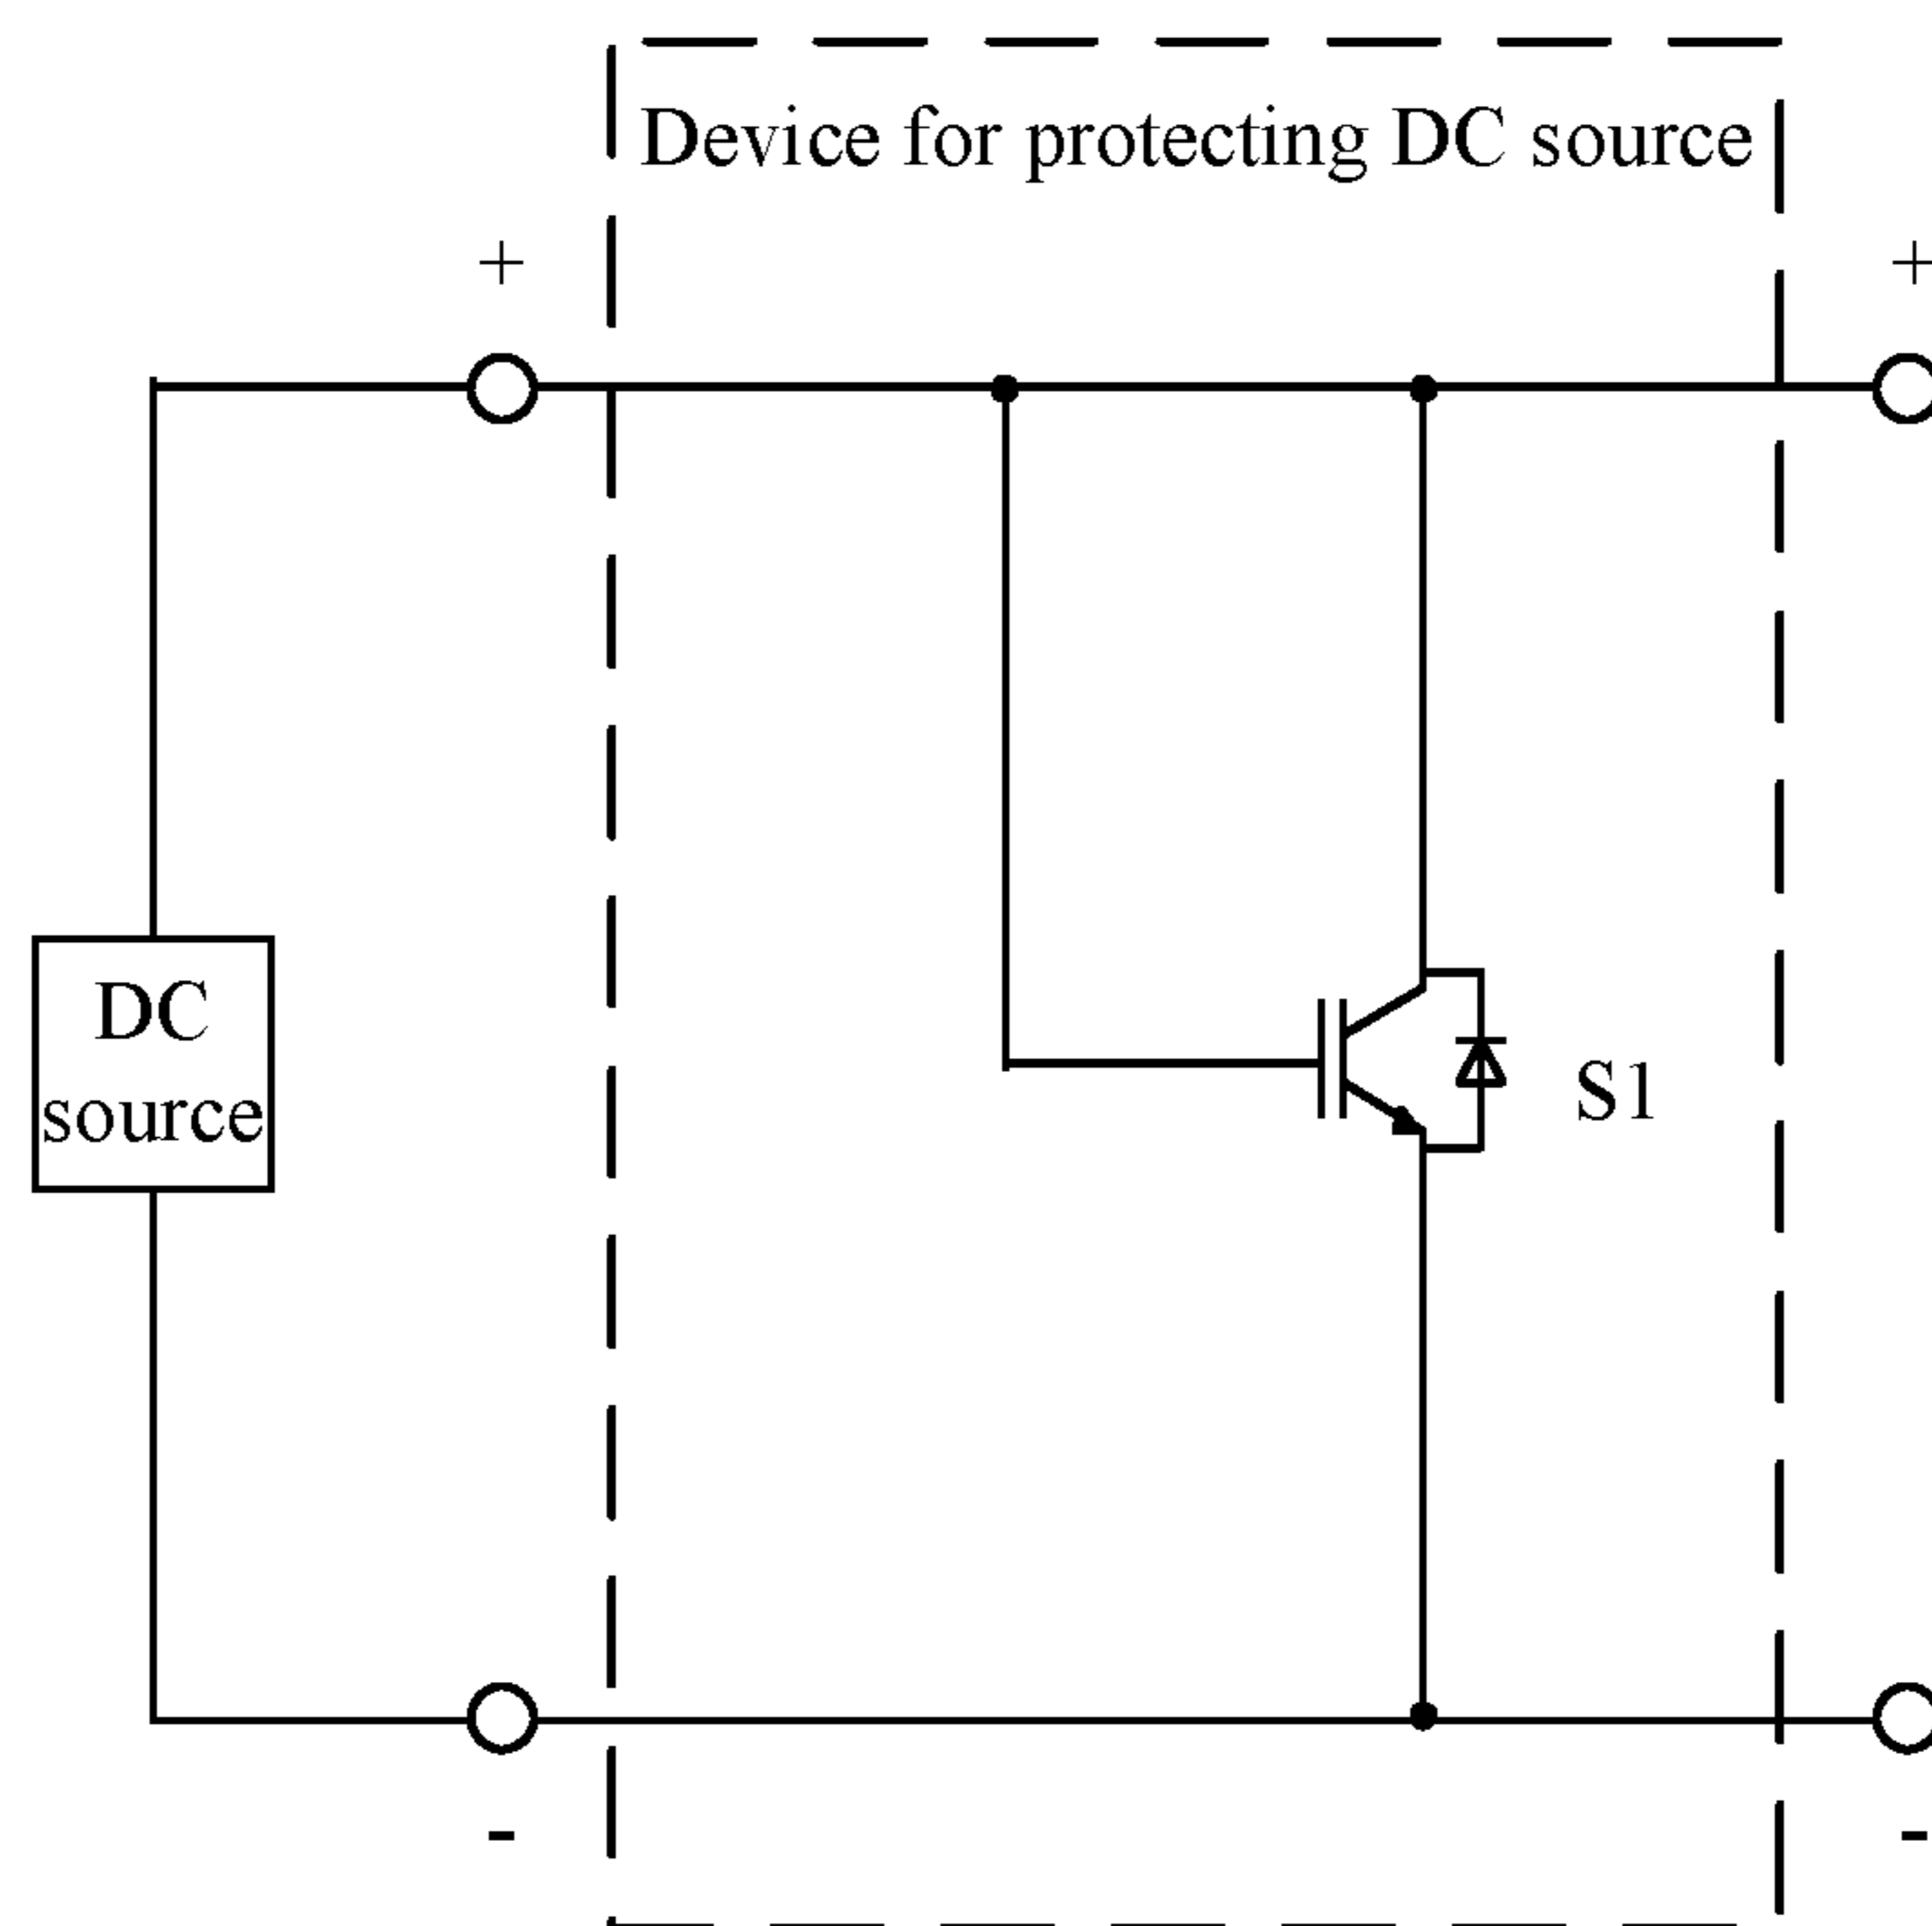 Device for protecting DC source
+
+
DC
source
S1
-
-